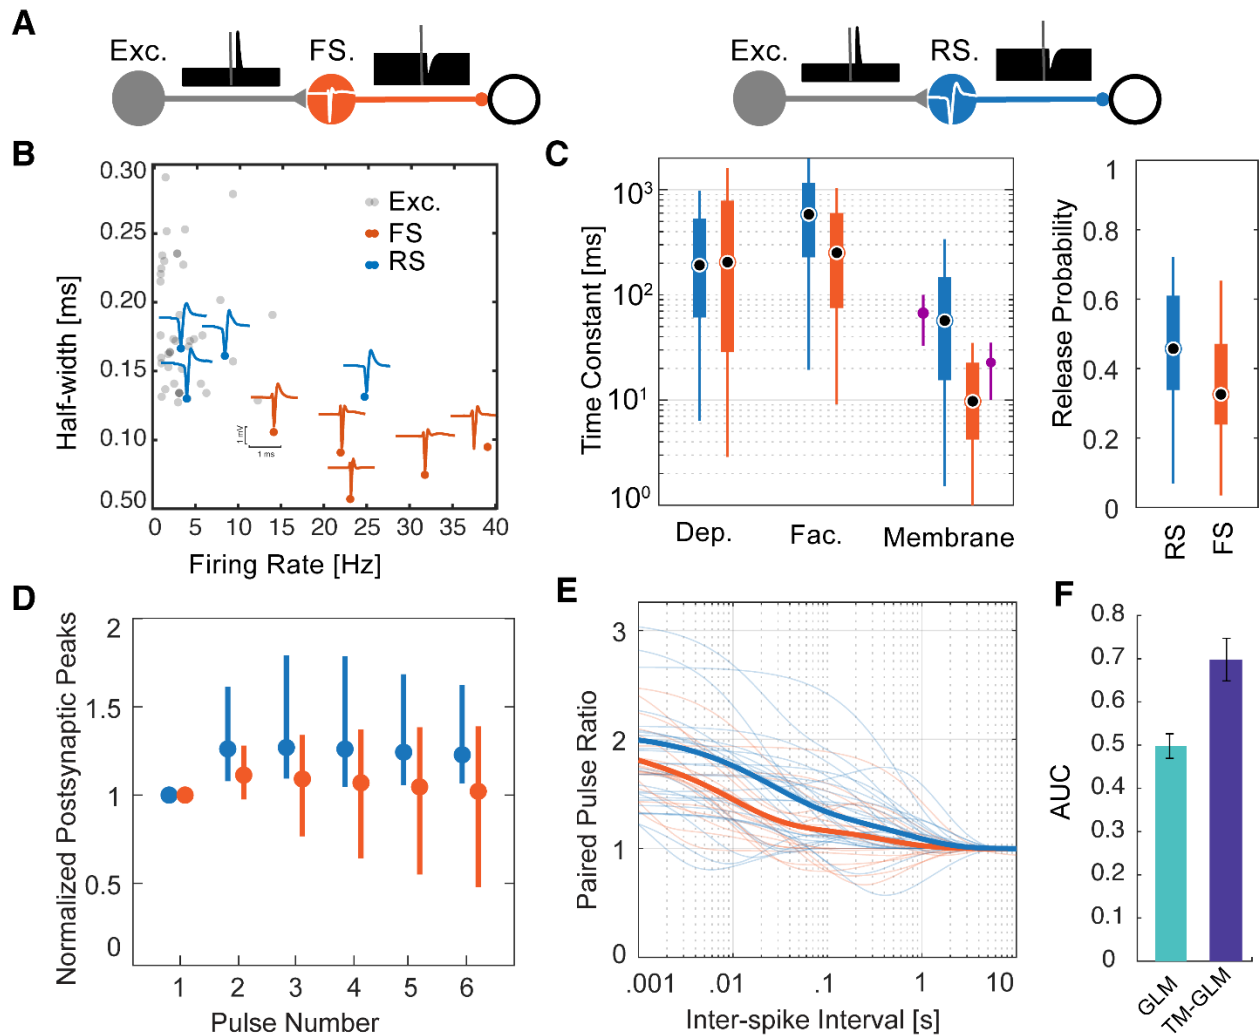 A
Exc.
FS.
Exc.
RS.
B
0.30
0.25
0.20
0.15
0.10
0.50
Half-width [ms]
Exc.
FS
RS
1 mV
1 ms
0 5 10 15 20 25 30 35 40
Firing Rate [Hz]
C
10³
10²
10¹
10⁰
Time Constant [ms]
Dep.
Fac.
Membrane
1
0.8
0.6
0.4
0.2
0
Release Probability
RS
FS
D
2
1.5
1
0.5
0
Normalized Postsynaptic Peaks
1 2 3 4 5 6
Pulse Number
E
3
2
1
0
Paired Pulse Ratio
.001 .01 .1 1 10
Inter-spike Interval [s]
F
0.8
0.7
0.6
0.5
0.4
0.3
0.2
0.1
0
AUC
GLM
TM-GLM